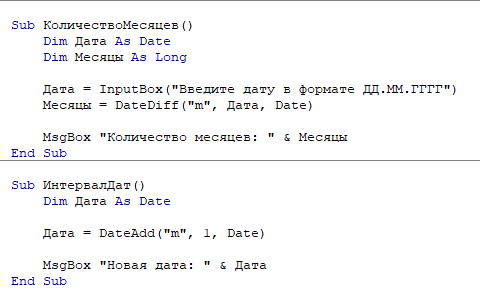 Sub КоличествоМесяцев()
Dim Дата As Date
Dim Месяцы As Long
Дата = InputBox("Введите дату в формате ДД.ММ.ГГГГ")
Месяцы = DateDiff("m", Дата, Date)
MsgBox "Количество месяцев: " & Месяцы
End Sub
Sub ИнтервалДат()
Dim Дата As Date
Дата = DateAdd("m", 1, Date)
MsgBox "Новая дата: " & Дата
End Sub